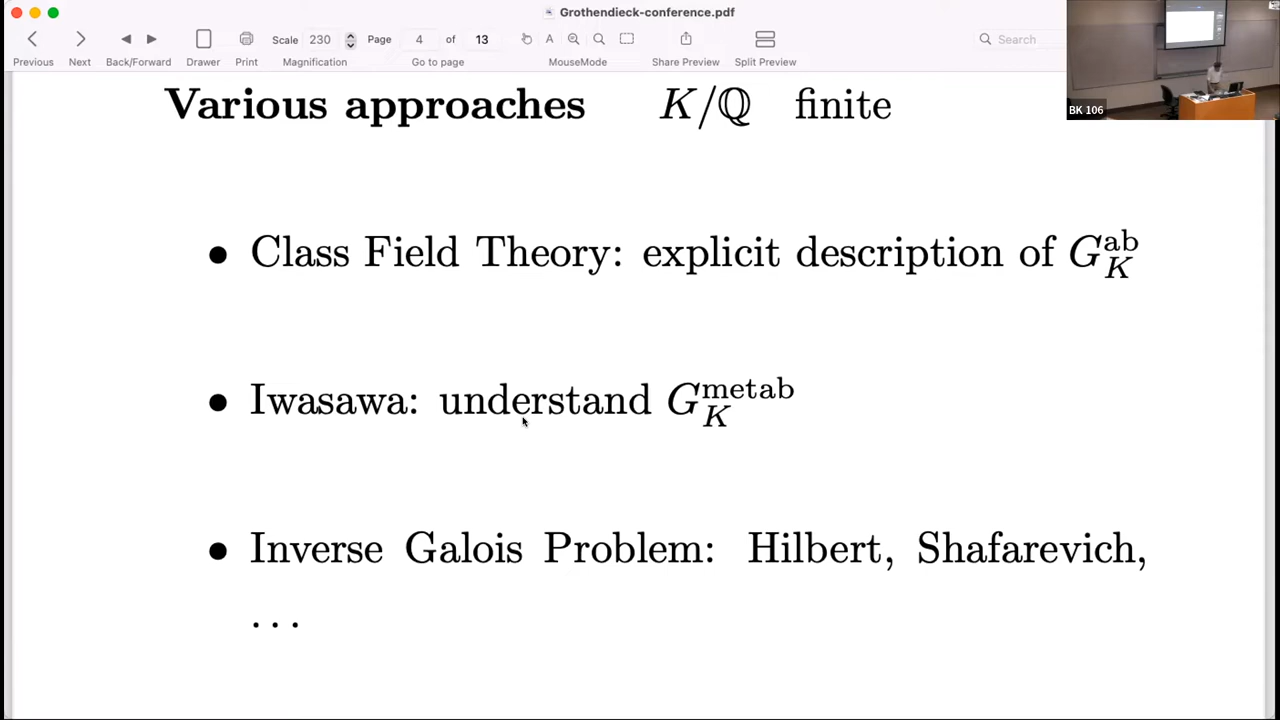 Grothendieck-conference.pdf
Scale 230 Page 4 of 13 Search
Previous Next Back/Forward Drawer Print Magnification Go to page MouseMode Share Preview Split Preview
BK 106
Various approaches K/ℚ finite
• Class Field Theory: explicit description of G_K^ab
• Iwasawa: understand G_K^metab
• Inverse Galois Problem: Hilbert, Shafarevich,
...